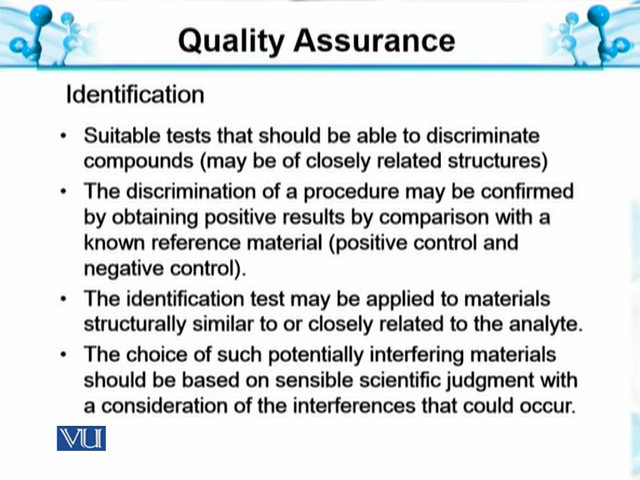 Quality Assurance
Identification
• Suitable tests that should be able to discriminate
compounds (may be of closely related structures)
• The discrimination of a procedure may be confirmed
by obtaining positive results by comparison with a
known reference material (positive control and
negative control).
• The identification test may be applied to materials
structurally similar to or closely related to the analyte.
• The choice of such potentially interfering materials
should be based on sensible scientific judgment with
a consideration of the interferences that could occur.
VU